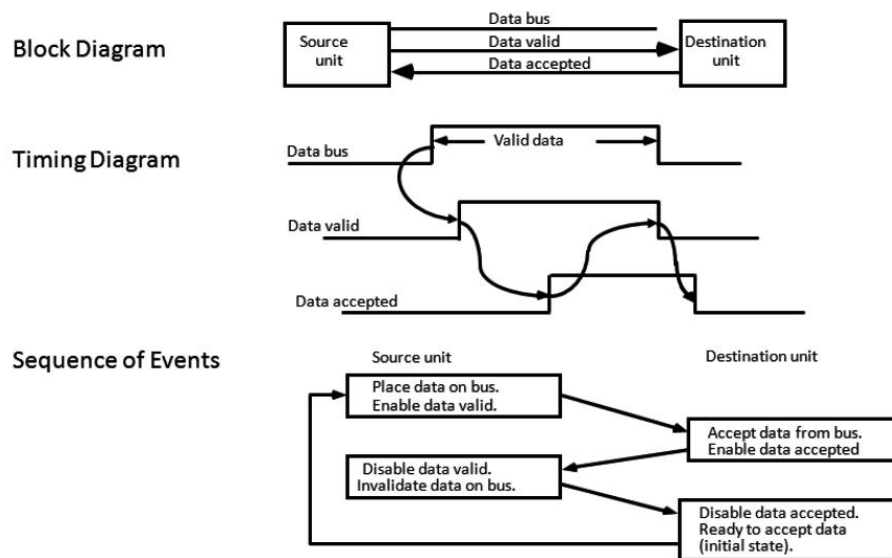 Block Diagram
Source
unit
Data bus
Data valid
Data accepted
Destination
unit
Timing Diagram
Data bus
Valid data
Data valid
Data accepted
Sequence of Events
Source unit
Destination unit
Place data on bus.
Enable data valid.
Accept data from bus.
Enable data accepted
Disable data valid.
Invalidate data on bus.
Disable data accepted.
Ready to accept data
(initial state).